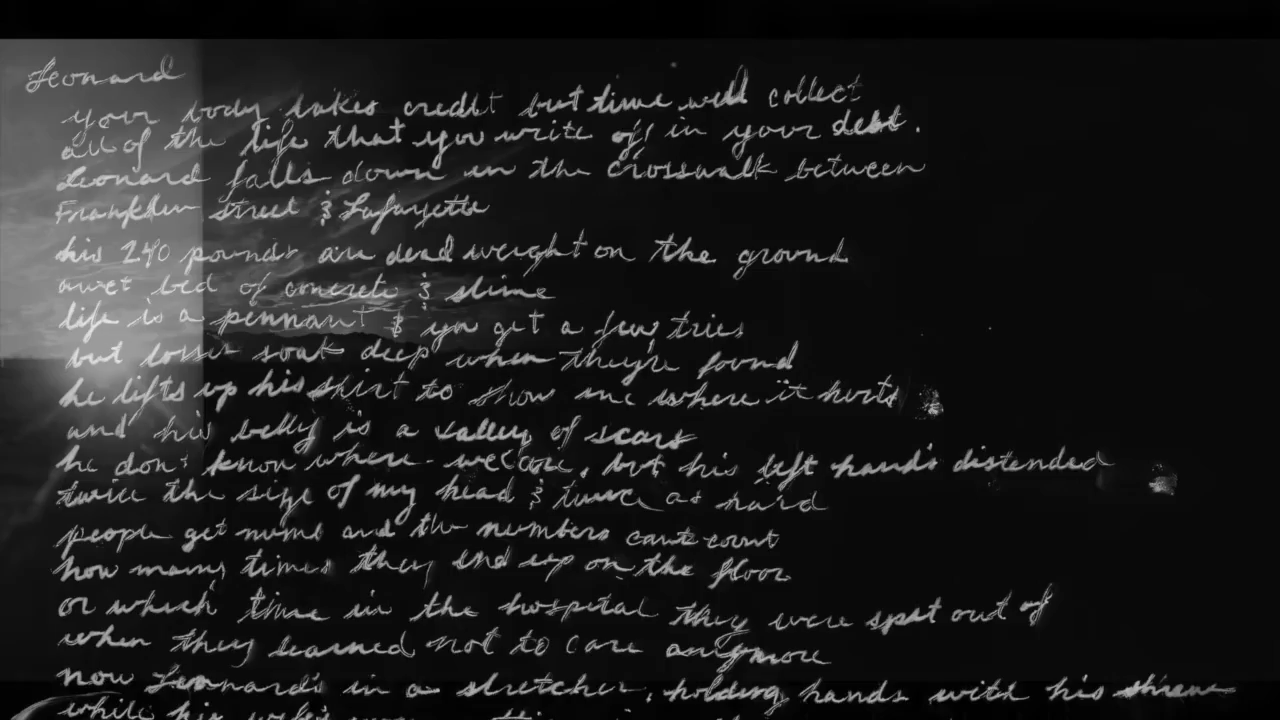 Leonard
your body takes credit but time will collect
all of the life that you write off in your debt.
Leonard falls down in the crosswalk between
Franklin street & Lafayette
his 240 pounds are dead weight on the ground
a wet bed of concrete & slime
life is a pennant & you get a few tries
but losses soak deep when they're found
he lifts up his shirt to show me where it hurts
and his belly is a valley of scars
he don't know where we are, but his left hand's distended
twice the size of my head & twice as hard
people get numb and the numbers can't count
how many times they end up on the floor
or which time in the hospital they were spat out of
when they learned not to care anymore
now Leonard's in a stretcher, holding hands with his
while his